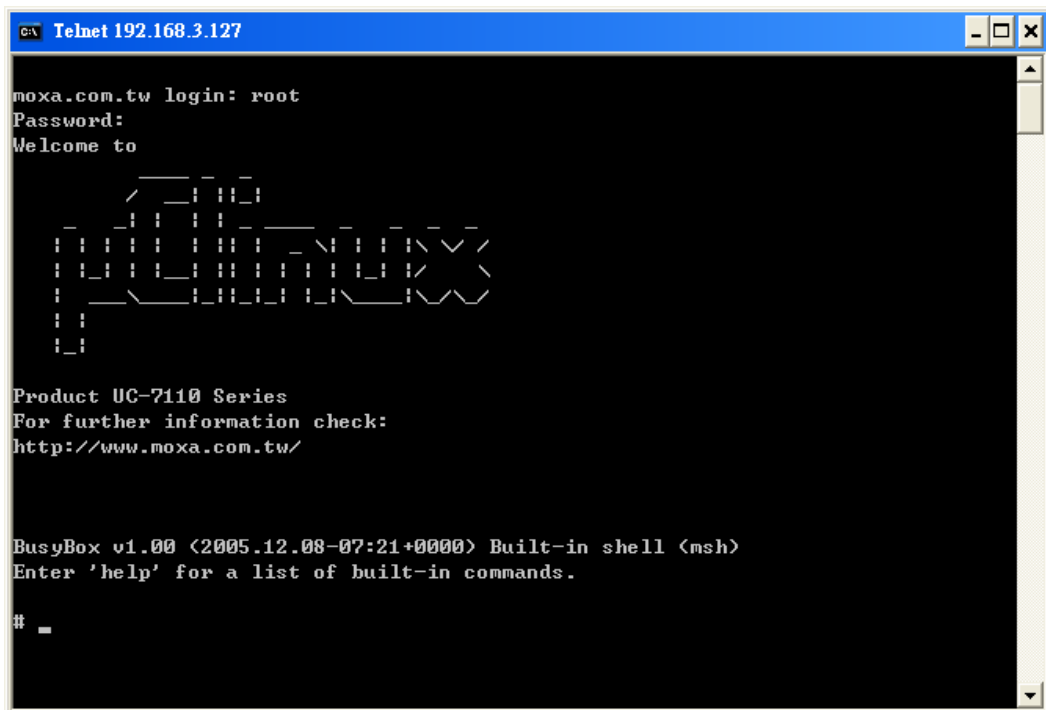 Telnet 192.168.3.127
moxa.com.tw login: root
Password:
Welcome to
µClinux
Product UC-7110 Series
For further information check:
http://www.moxa.com.tw/
BusyBox v1.00 (2005.12.08-07:21+0000) Built-in shell (msh)
Enter 'help' for a list of built-in commands.
# _